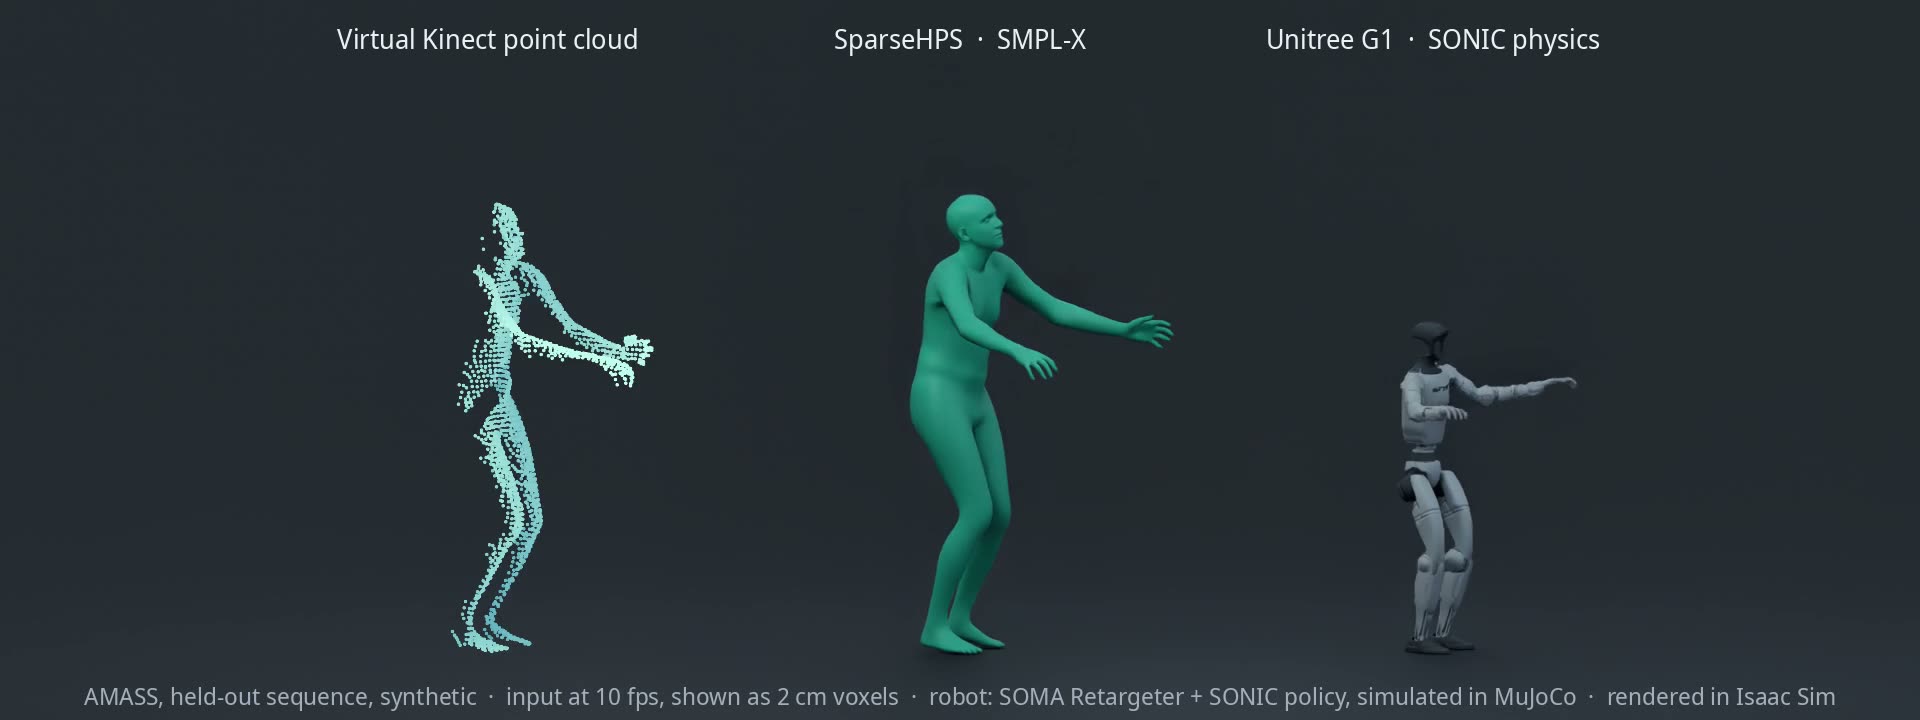 Virtual Kinect point cloud
SparseHPS · SMPL-X
Unitree G1 · SONIC physics
AMASS, held-out sequence, synthetic · input at 10 fps, shown as 2 cm voxels · robot: SOMA Retargeter + SONIC policy, simulated in MuJoCo · rendered in Isaac Sim